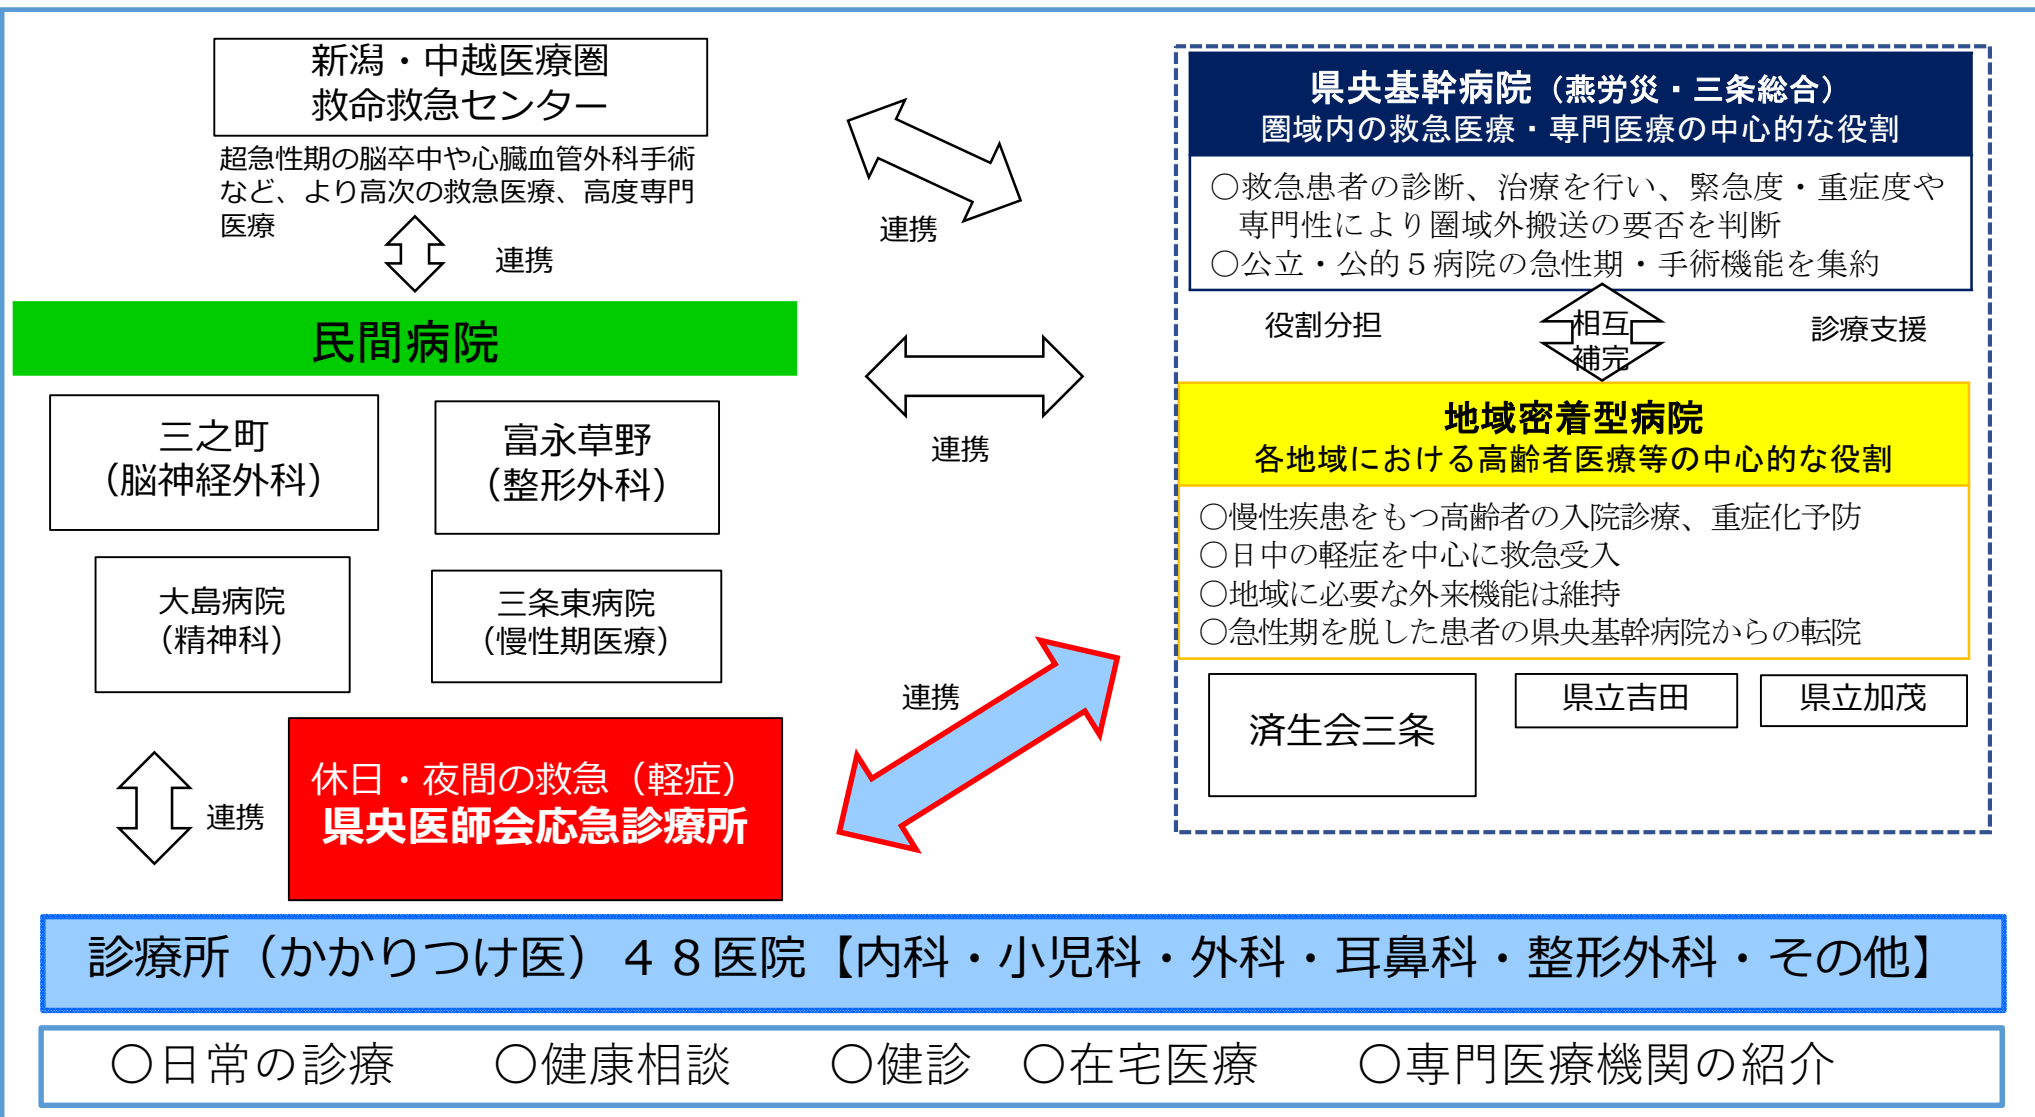 新潟・中越医療圏
救命救急センター
超急性期の脳卒中や心臓血管外科手術
など、より高次の救急医療、高度専門
医療
連携
連携
民間病院
三之町
（脳神経外科）
富永草野
（整形外科）
大島病院
（精神科）
三条東病院
（慢性期医療）
連携
休日・夜間の救急（軽症）
県央医師会応急診療所
連携
連携
県央基幹病院（燕労災・三条総合）
圏域内の救急医療・専門医療の中心的な役割
〇救急患者の診断、治療を行い、緊急度・重症度や
専門性により圏域外搬送の要否を判断
〇公立・公的５病院の急性期・手術機能を集約
役割分担
相互
補完
診療支援
地域密着型病院
各地域における高齢者医療等の中心的な役割
〇慢性疾患をもつ高齢者の入院診療、重症化予防
〇日中の軽症を中心に救急受入
〇地域に必要な外来機能は維持
〇急性期を脱した患者の県央基幹病院からの転院
済生会三条
県立吉田
県立加茂
診療所（かかりつけ医）４８医院【内科・小児科・外科・耳鼻科・整形外科・その他】
〇日常の診療　〇健康相談　〇健診　〇在宅医療　〇専門医療機関の紹介